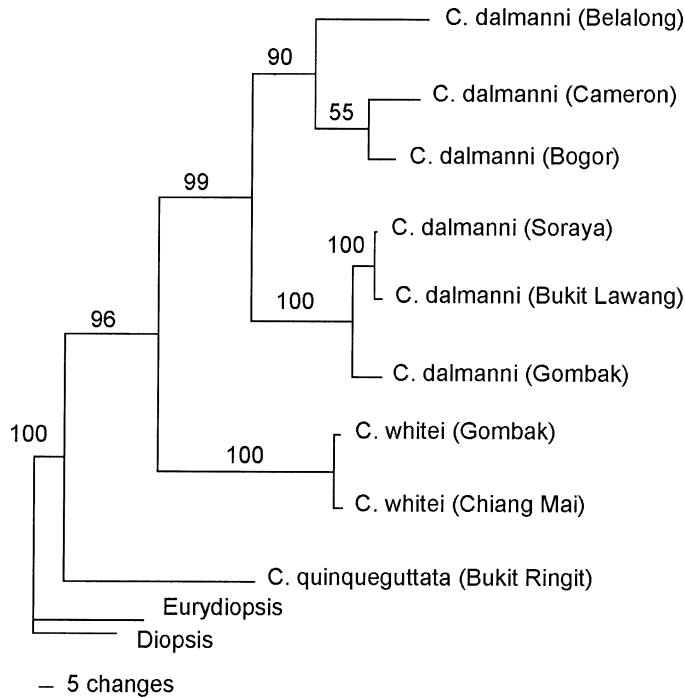 C. dalmanni (Belalong)
90
C. dalmanni (Cameron)
55
C. dalmanni (Bogor)
99
C. dalmanni (Soraya)
100
C. dalmanni (Bukit Lawang)
100
96
C. dalmanni (Gombak)
C. whitei (Gombak)
100
100
C. whitei (Chiang Mai)
C. quinqueguttata (Bukit Ringit)
Eurydiopsis
Diopsis
5 changes